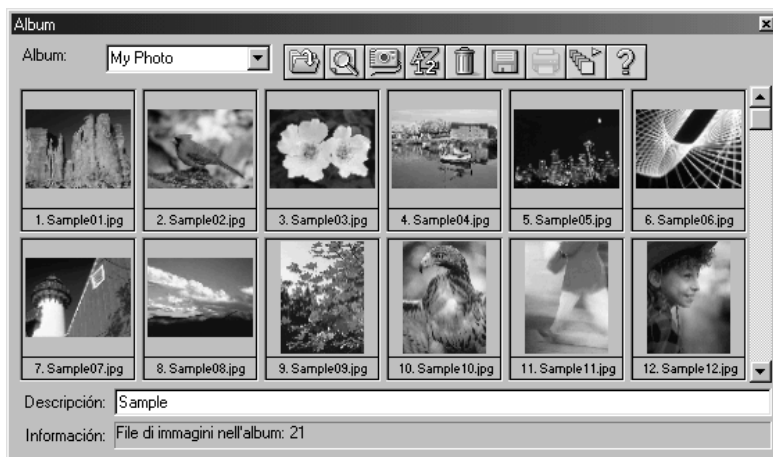 Album
Album: My Photo
1. Sample01.jpg
2. Sample02.jpg
3. Sample03.jpg
4. Sample04.jpg
5. Sample05.jpg
6. Sample06.jpg
7. Sample07.jpg
8. Sample08.jpg
9. Sample09.jpg
10. Sample10.jpg
11. Sample11.jpg
12. Sample12.jpg
Descripción: Sample
Información: File di immagini nell'album: 21